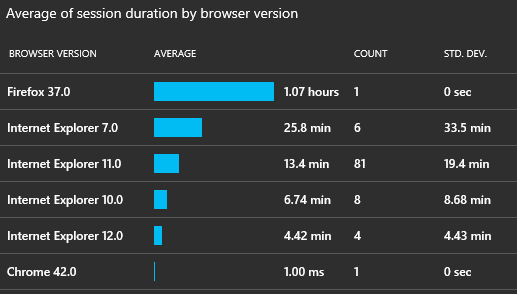 Average of session duration by browser version
BROWSER VERSION AVERAGE COUNT STD. DEV.
Firefox 37.0 1.07 hours 1 0 sec
Internet Explorer 7.0 25.8 min 6 33.5 min
Internet Explorer 11.0 13.4 min 81 19.4 min
Internet Explorer 10.0 6.74 min 8 8.68 min
Internet Explorer 12.0 4.42 min 4 4.43 min
Chrome 42.0 1.00 ms 1 0 sec